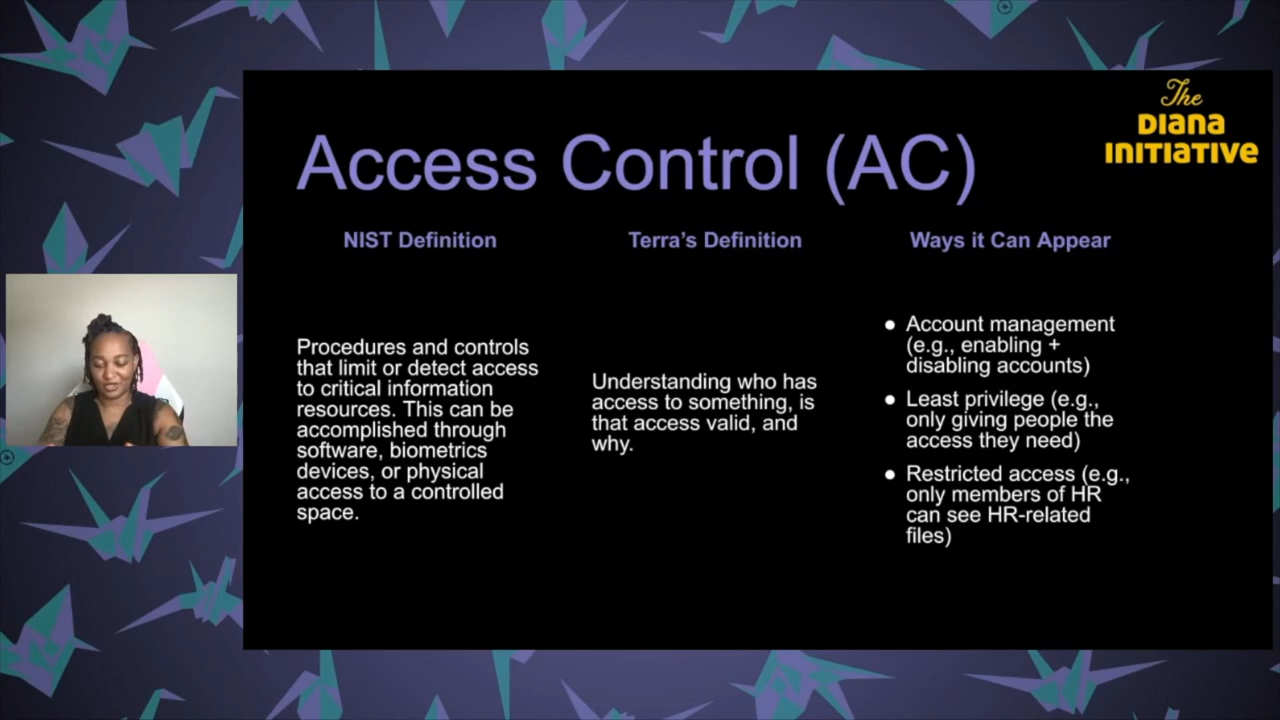 The
DIANA
INITIATIVE
Access Control (AC)
NIST Definition
Procedures and controls
that limit or detect access
to critical information
resources. This can be
accomplished through
software, biometrics
devices, or physical
access to a controlled
space.
Terra's Definition
Understanding who has
access to something, is
that access valid, and
why.
Ways it Can Appear
● Account management
(e.g., enabling +
disabling accounts)
● Least privilege (e.g.,
only giving people the
access they need)
● Restricted access (e.g.,
only members of HR
can see HR-related
files)